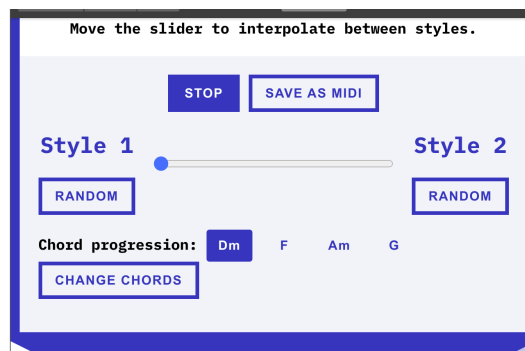 Move the slider to interpolate between styles.
STOP SAVE AS MIDI
Style 1 Style 2
RANDOM RANDOM
Chord progression: Dm F Am G
CHANGE CHORDS